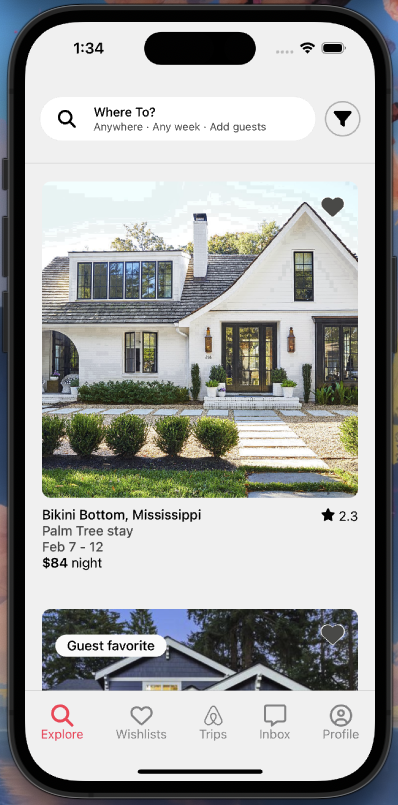 1:34
Where To?
Anywhere · Any week · Add guests
Bikini Bottom, Mississippi
2.3
Palm Tree stay
Feb 7 - 12
$84 night
Guest favorite
Explore
Wishlists
Trips
Inbox
Profile